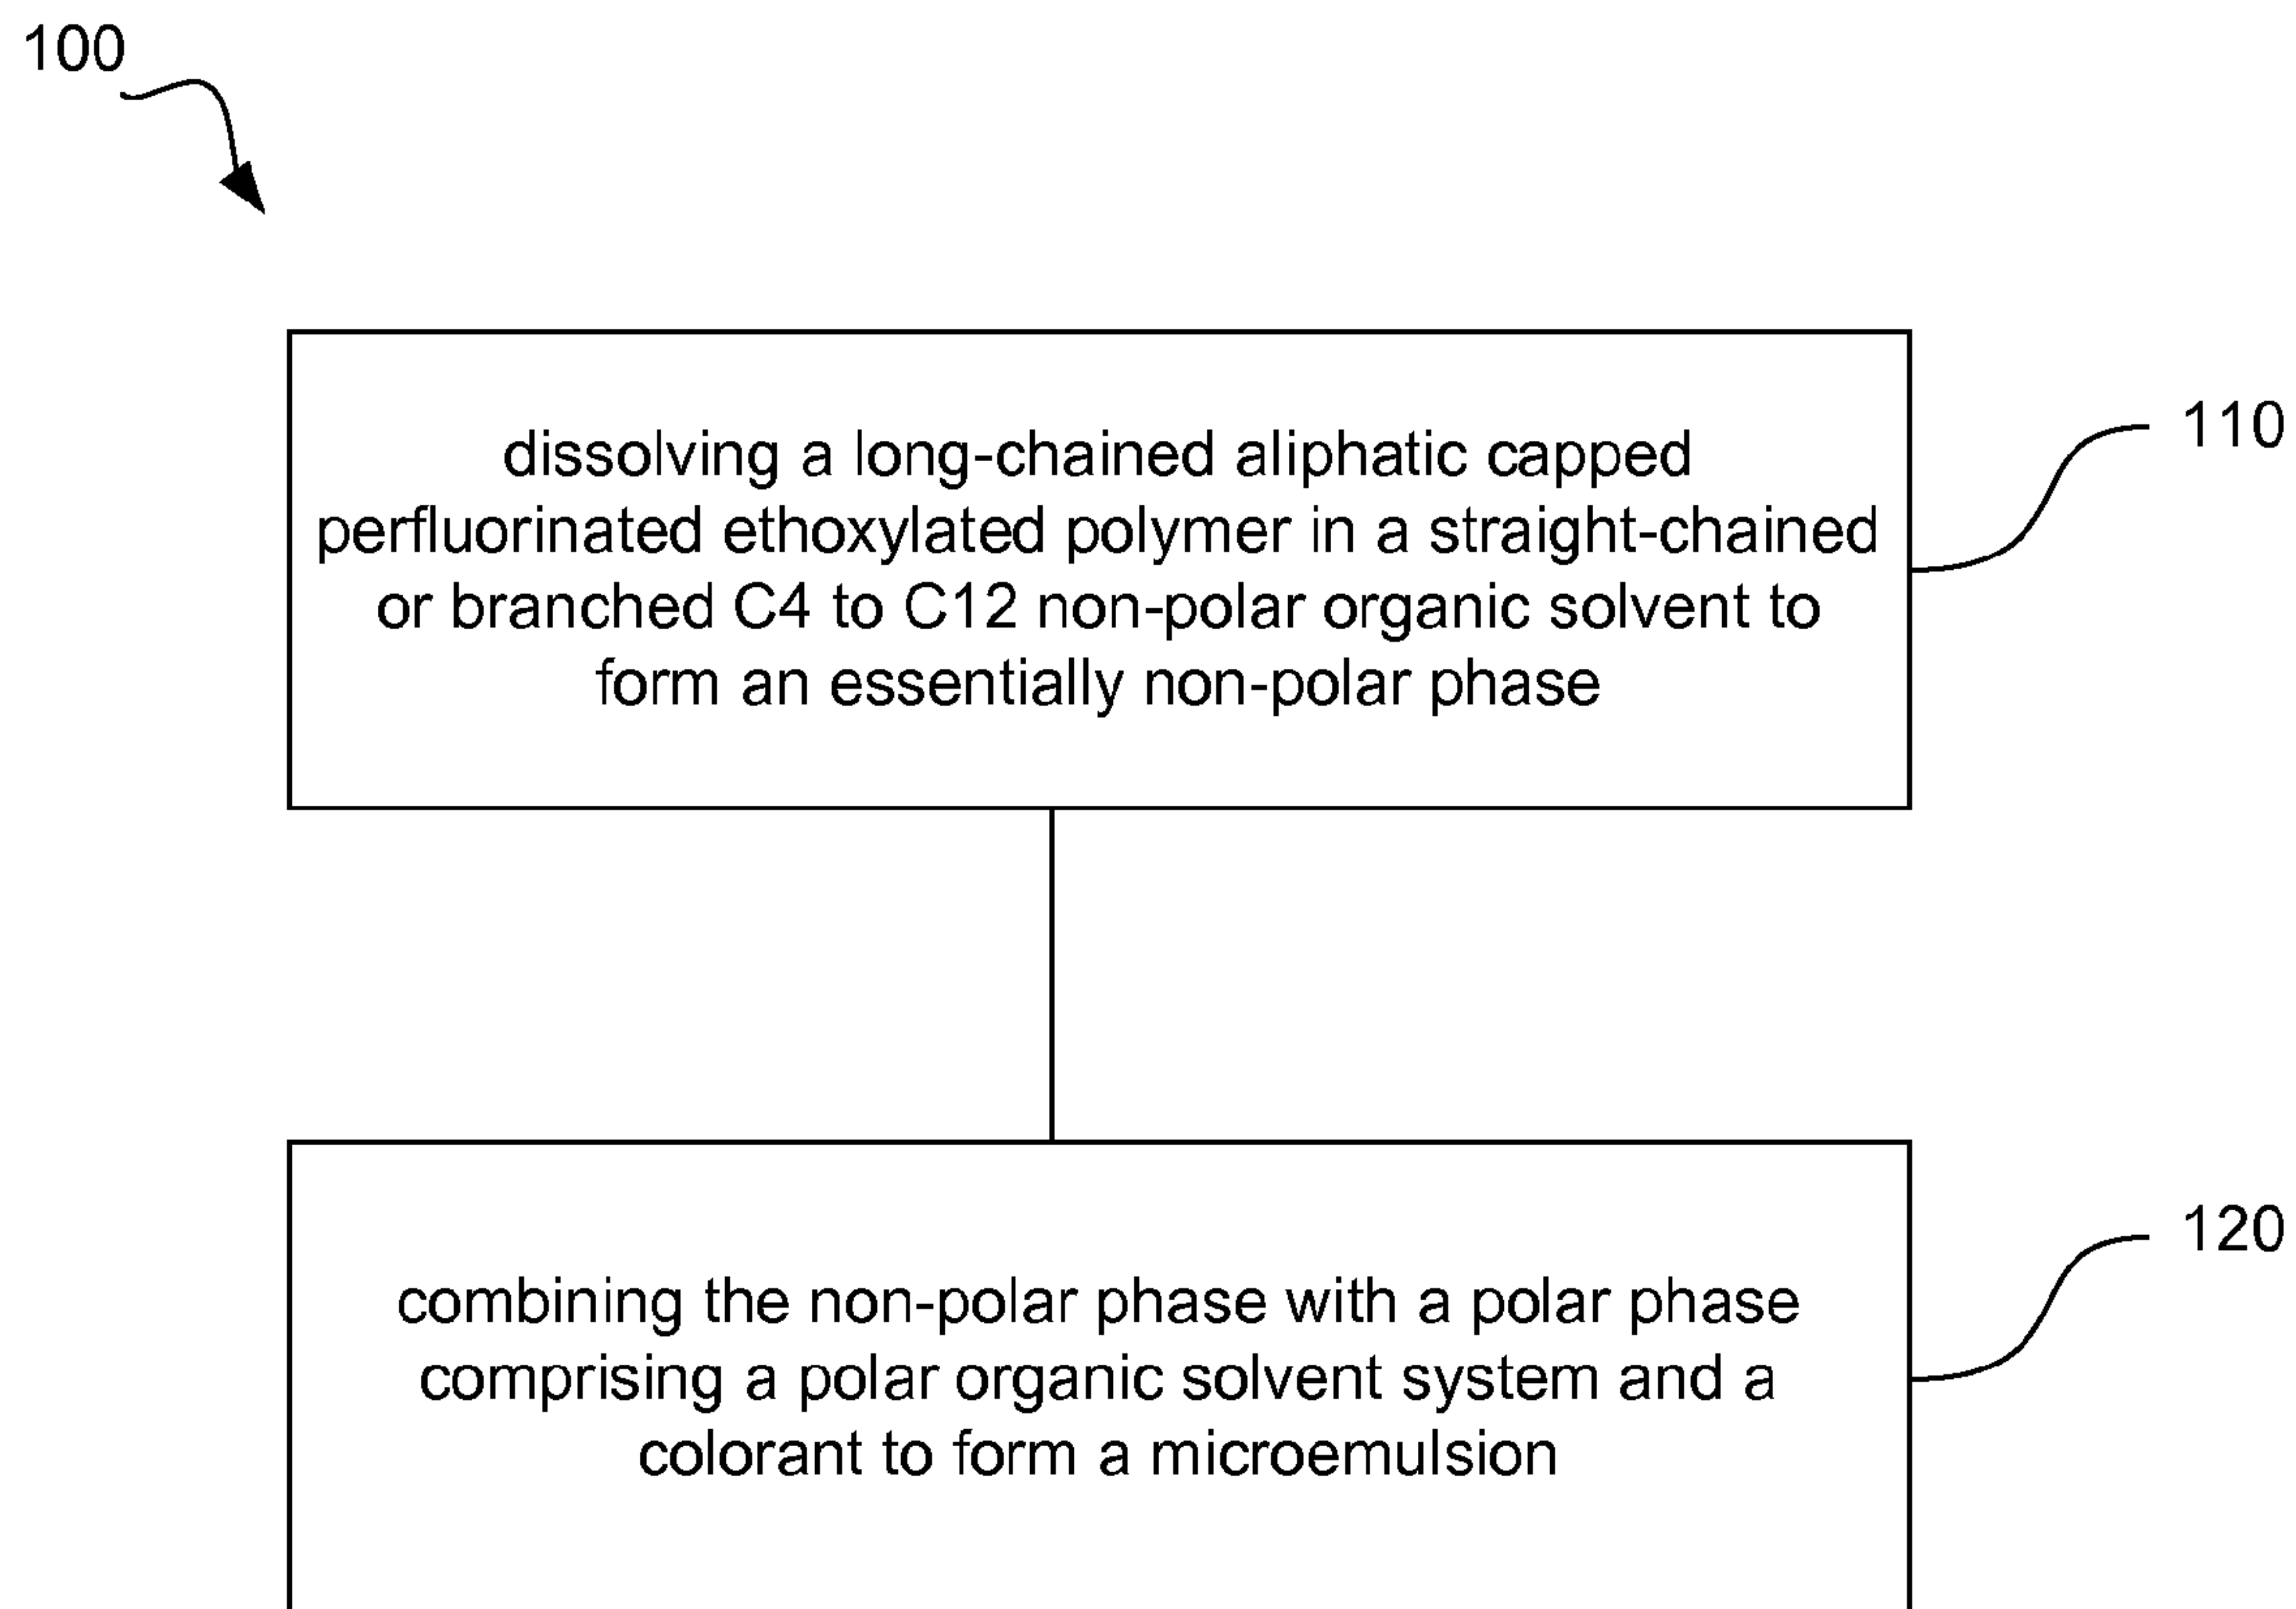 100
dissolving a long-chained aliphatic capped
perfluorinated ethoxylated polymer in a straight-chained
or branched C4 to C12 non-polar organic solvent to
form an essentially non-polar phase
110
combining the non-polar phase with a polar phase
comprising a polar organic solvent system and a
colorant to form a microemulsion
120